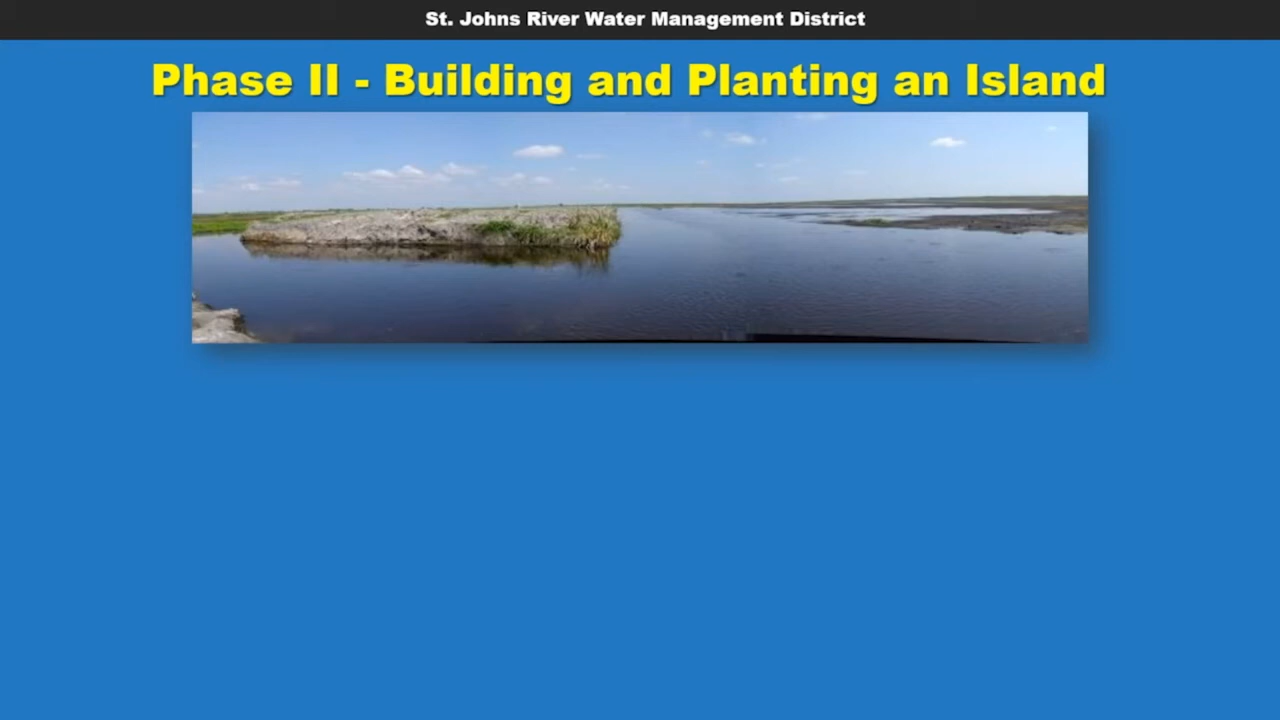 St. Johns River Water Management District
Phase II - Building and Planting an Island